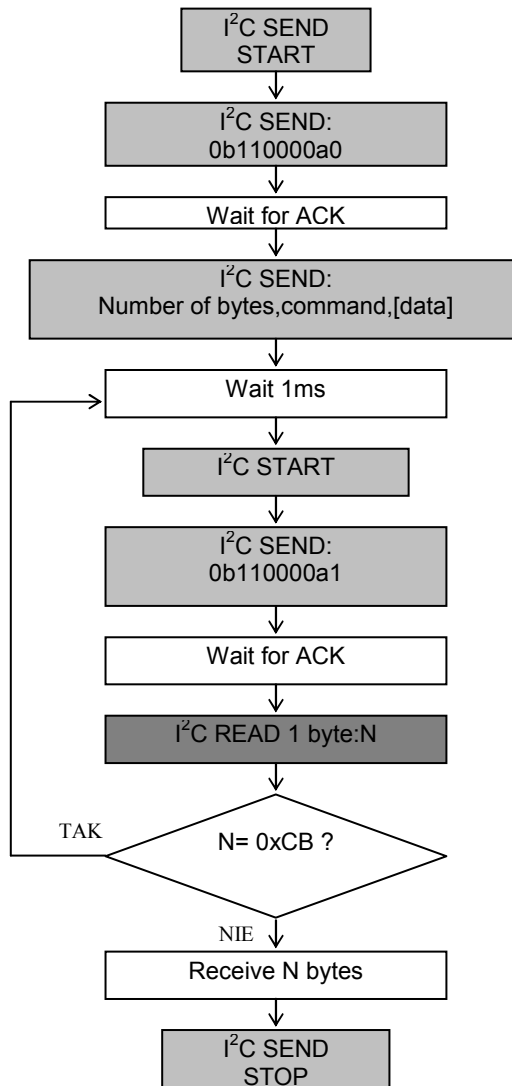 I²C SEND
START
I²C SEND:
0b110000a0
Wait for ACK
I²C SEND:
Number of bytes,command,[data]
Wait 1ms
I²C START
I²C SEND:
0b110000a1
Wait for ACK
I²C READ 1 byte:N
TAK
N= 0xCB ?
NIE
Receive N bytes
I²C SEND
STOP